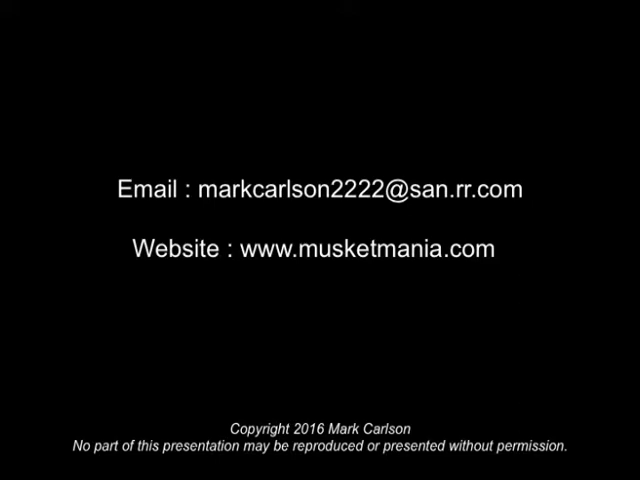 Email : markcarlson2222@san.rr.com
Website : www.musketmania.com
Copyright 2016 Mark Carlson
No part of this presentation may be reproduced or presented without permission.